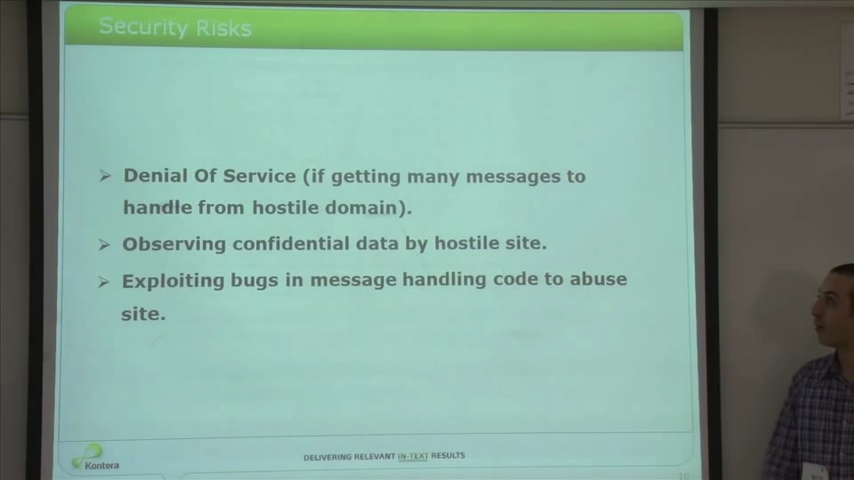 Security Risks
Denial Of Service (if getting many messages to
handle from hostile domain).
Observing confidential data by hostile site.
Exploiting bugs in message handling code to abuse
site.
Kontera
DELIVERING RELEVANT IN-TEXT RESULTS
10